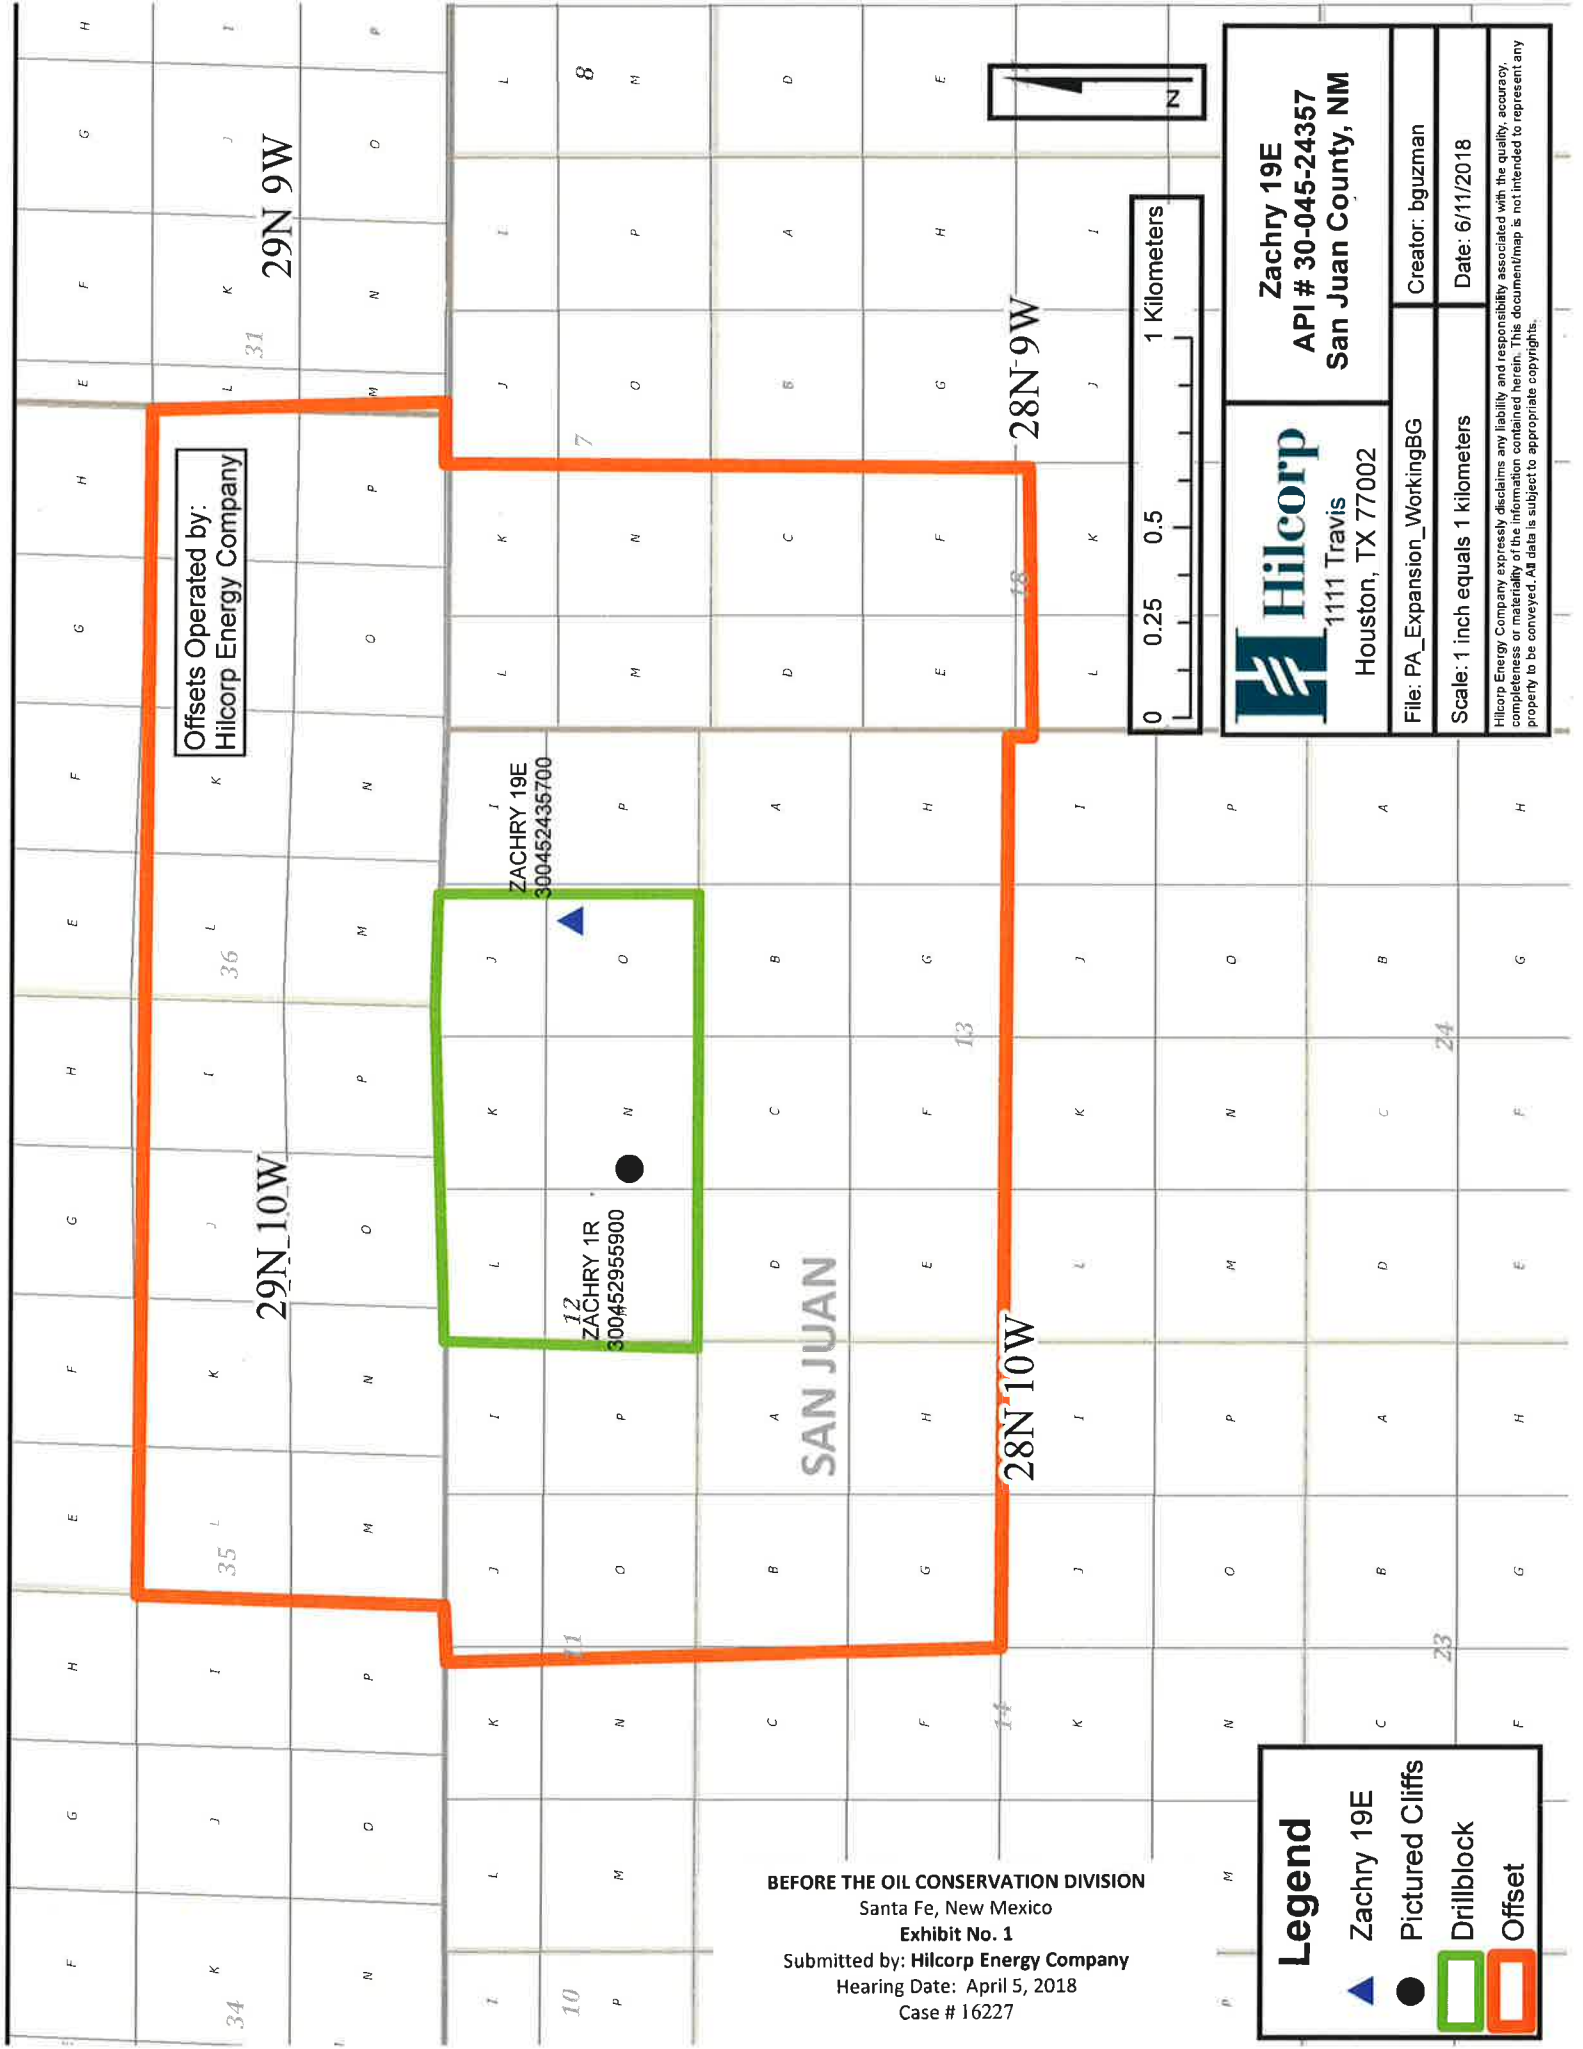 Offsets Operated by:
Hilcorp Energy Company
29N 10W
29N 9W
34
35
36
31
ZACHRY 19E
300452435700
12
ZACHRY 1R
300452955900
10
11
7
8
SAN JUAN
14
13
18
28N 10W
28N 9W
23
24
N
0 0.25 0.5 1 Kilometers
Legend
Zachry 19E
Pictured Cliffs
Drillblock
Offset
Hilcorp
1111 Travis
Houston, TX 77002
Zachry 19E
API # 30-045-24357
San Juan County, NM
File: PA_Expansion_WorkingBG
Creator: bguzman
Scale: 1 inch equals 1 kilometers
Date: 6/11/2018
Hilcorp Energy Company expressly disclaims any liability and responsibility associated with the quality, accuracy,
completeness or materiality of the information contained herein. This document/map is not intended to represent any
property to be conveyed. All data is subject to appropriate copyrights.
BEFORE THE OIL CONSERVATION DIVISION
Santa Fe, New Mexico
Exhibit No. 1
Submitted by: Hilcorp Energy Company
Hearing Date: April 5, 2018
Case # 16227